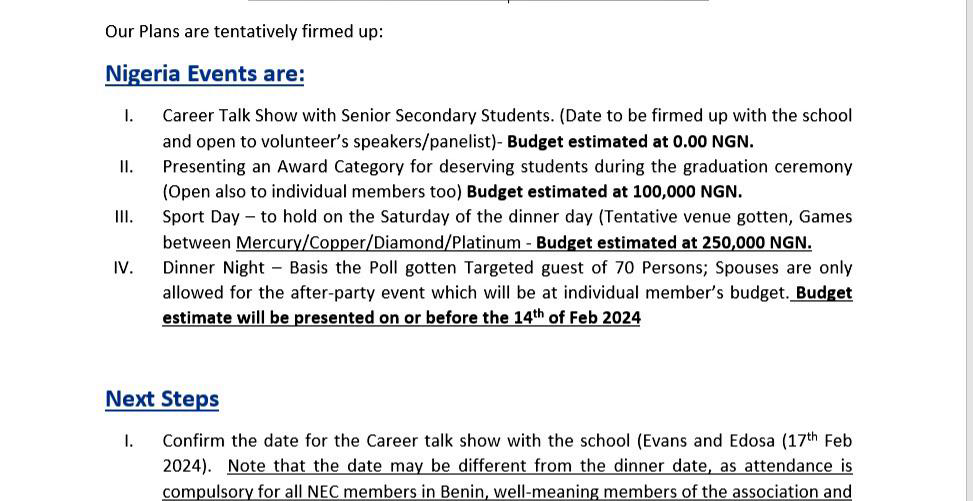 Our Plans are tentatively firmed up:
Nigeria Events are:
I. Career Talk Show with Senior Secondary Students. (Date to be firmed up with the school
and open to volunteer’s speakers/panelist)- Budget estimated at 0.00 NGN.
II. Presenting an Award Category for deserving students during the graduation ceremony
(Open also to individual members too) Budget estimated at 100,000 NGN.
III. Sport Day – to hold on the Saturday of the dinner day (Tentative venue gotten, Games
between Mercury/Copper/Diamond/Platinum - Budget estimated at 250,000 NGN.
IV. Dinner Night – Basis the Poll gotten Targeted guest of 70 Persons; Spouses are only
allowed for the after-party event which will be at individual member’s budget. Budget
estimate will be presented on or before the 14th of Feb 2024
Next Steps
I. Confirm the date for the Career talk show with the school (Evans and Edosa (17th Feb
2024). Note that the date may be different from the dinner date, as attendance is
compulsory for all NEC members in Benin, well-meaning members of the association and